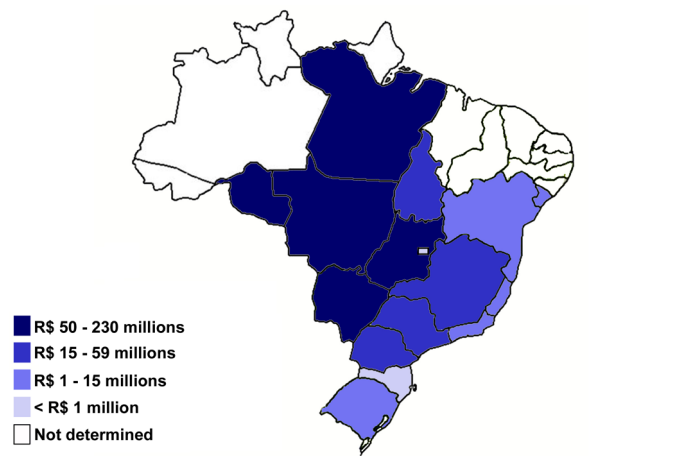 R$ 50 - 230 millions
R$ 15 - 59 millions
R$ 1 - 15 millions
< R$ 1 million
Not determined